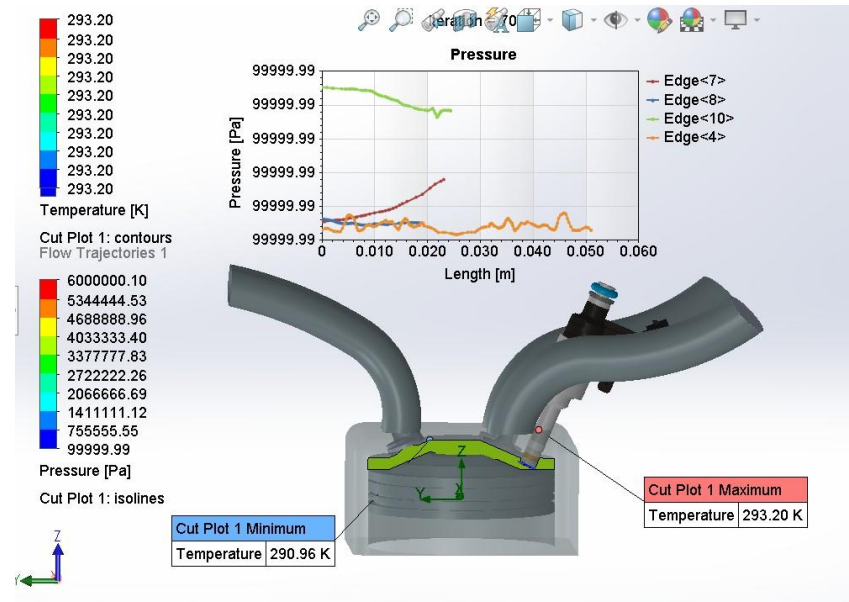 Iteration = 70
293.20
293.20
293.20
293.20
293.20
293.20
293.20
293.20
293.20
293.20
Temperature [K]
Cut Plot 1: contours
Flow Trajectories 1
6000000.10
5344444.53
4688888.96
4033333.40
3377777.83
2722222.26
2066666.69
1411111.12
755555.55
99999.99
Pressure [Pa]
Cut Plot 1: isolines
Pressure
99999.99
99999.99
99999.99
99999.99
99999.99
99999.99
Pressure [Pa]
0 0.010 0.020 0.030 0.040 0.050 0.060
Length [m]
Edge<7>
Edge<8>
Edge<10>
Edge<4>
Z
Y
X
Cut Plot 1 Maximum
Temperature 293.20 K
Cut Plot 1 Minimum
Temperature 290.96 K
Z
Y